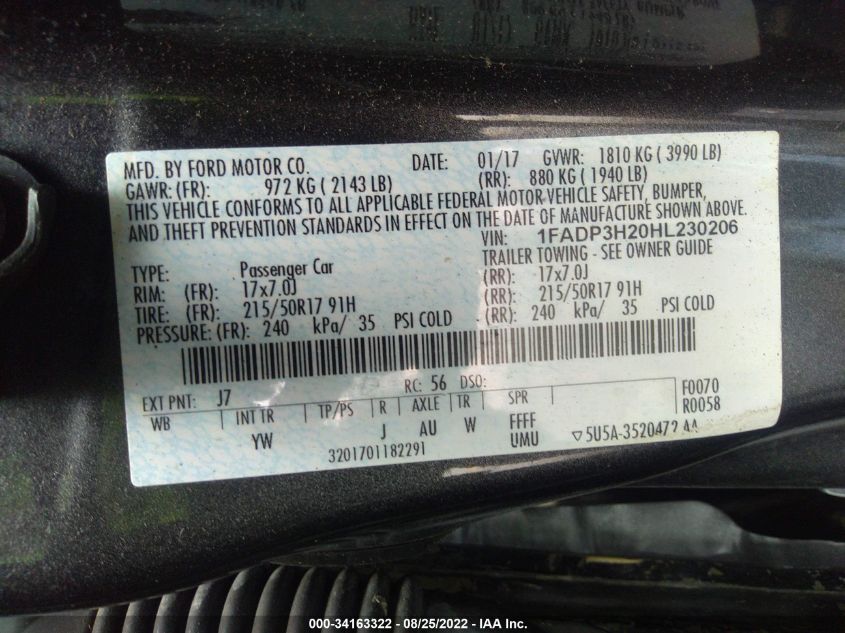 MFD. BY FORD MOTOR CO. DATE: 01/17 GVWR: 1810 KG ( 3990 LB)
GAWR: (FR): 972 KG ( 2143 LB) (RR): 880 KG ( 1940 LB)
THIS VEHICLE CONFORMS TO ALL APPLICABLE FEDERAL MOTOR VEHICLE SAFETY, BUMPER,
AND THEFT PREVENTION STANDARDS IN EFFECT ON THE DATE OF MANUFACTURE SHOWN ABOVE.
VIN: 1FADP3H20HL230206
TYPE: Passenger Car TRAILER TOWING - SEE OWNER GUIDE
RIM: (FR): 17x7.0J (RR): 17x7.0J
TIRE: (FR): 215/50R17 91H (RR): 215/50R17 91H
PRESSURE: (FR): 240 kPa/ 35 PSI COLD (RR): 240 kPa/ 35 PSI COLD
EXT PNT: J7 RC: 56 DSO: F0070
WB INT TR TP/PS R AXLE TR SPR R0058
YW J AU W FFFF
UMU
3201701182291 5U5A-3520472 AA
000-34163322 - 08/25/2022 - IAA Inc.